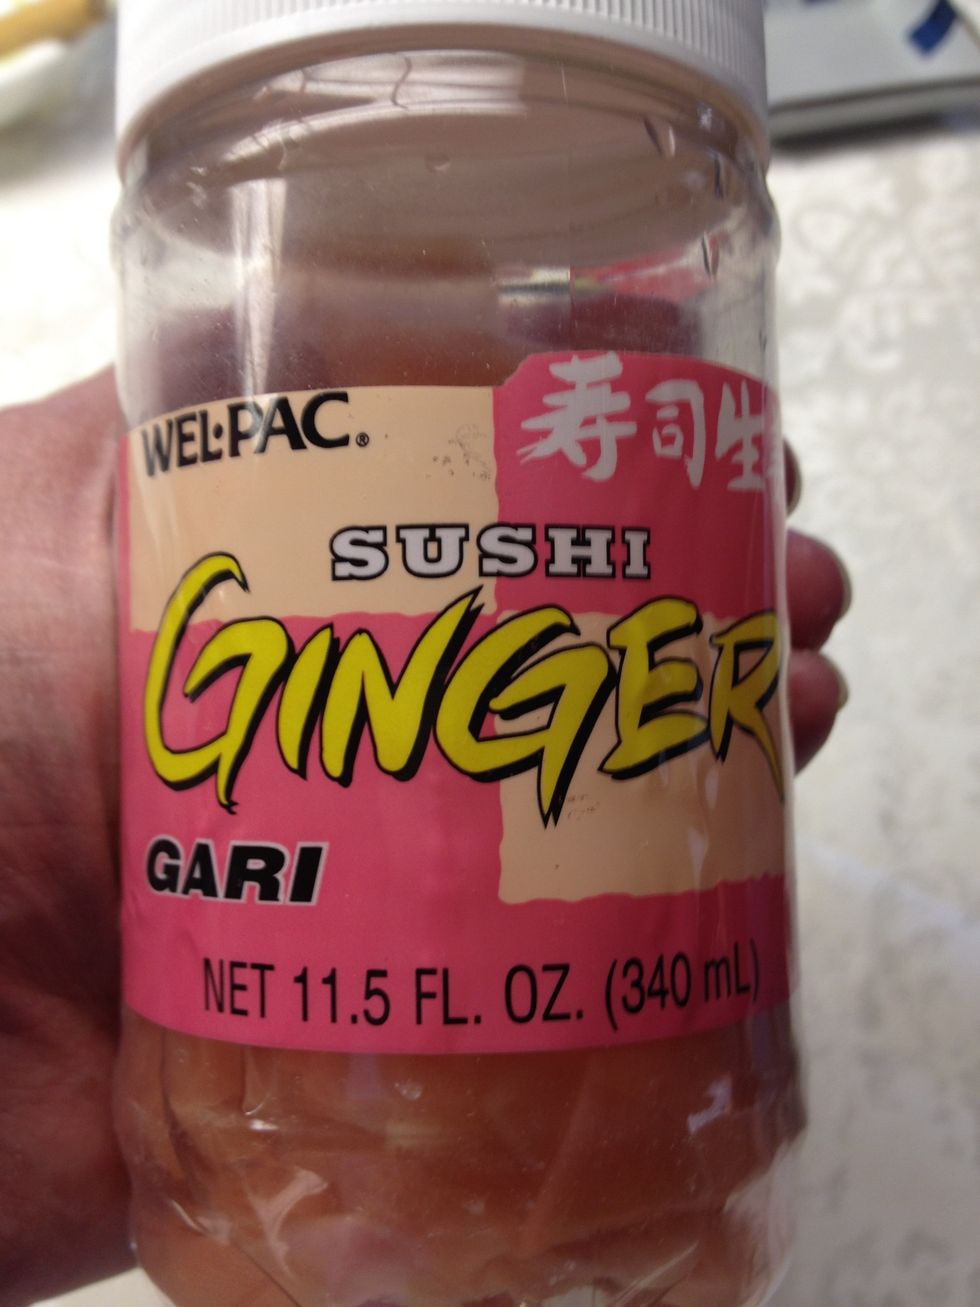 WEL·PAC®
寿司生
SUSHI
GINGER
GARI
NET 11.5 FL. OZ. (340 mL)